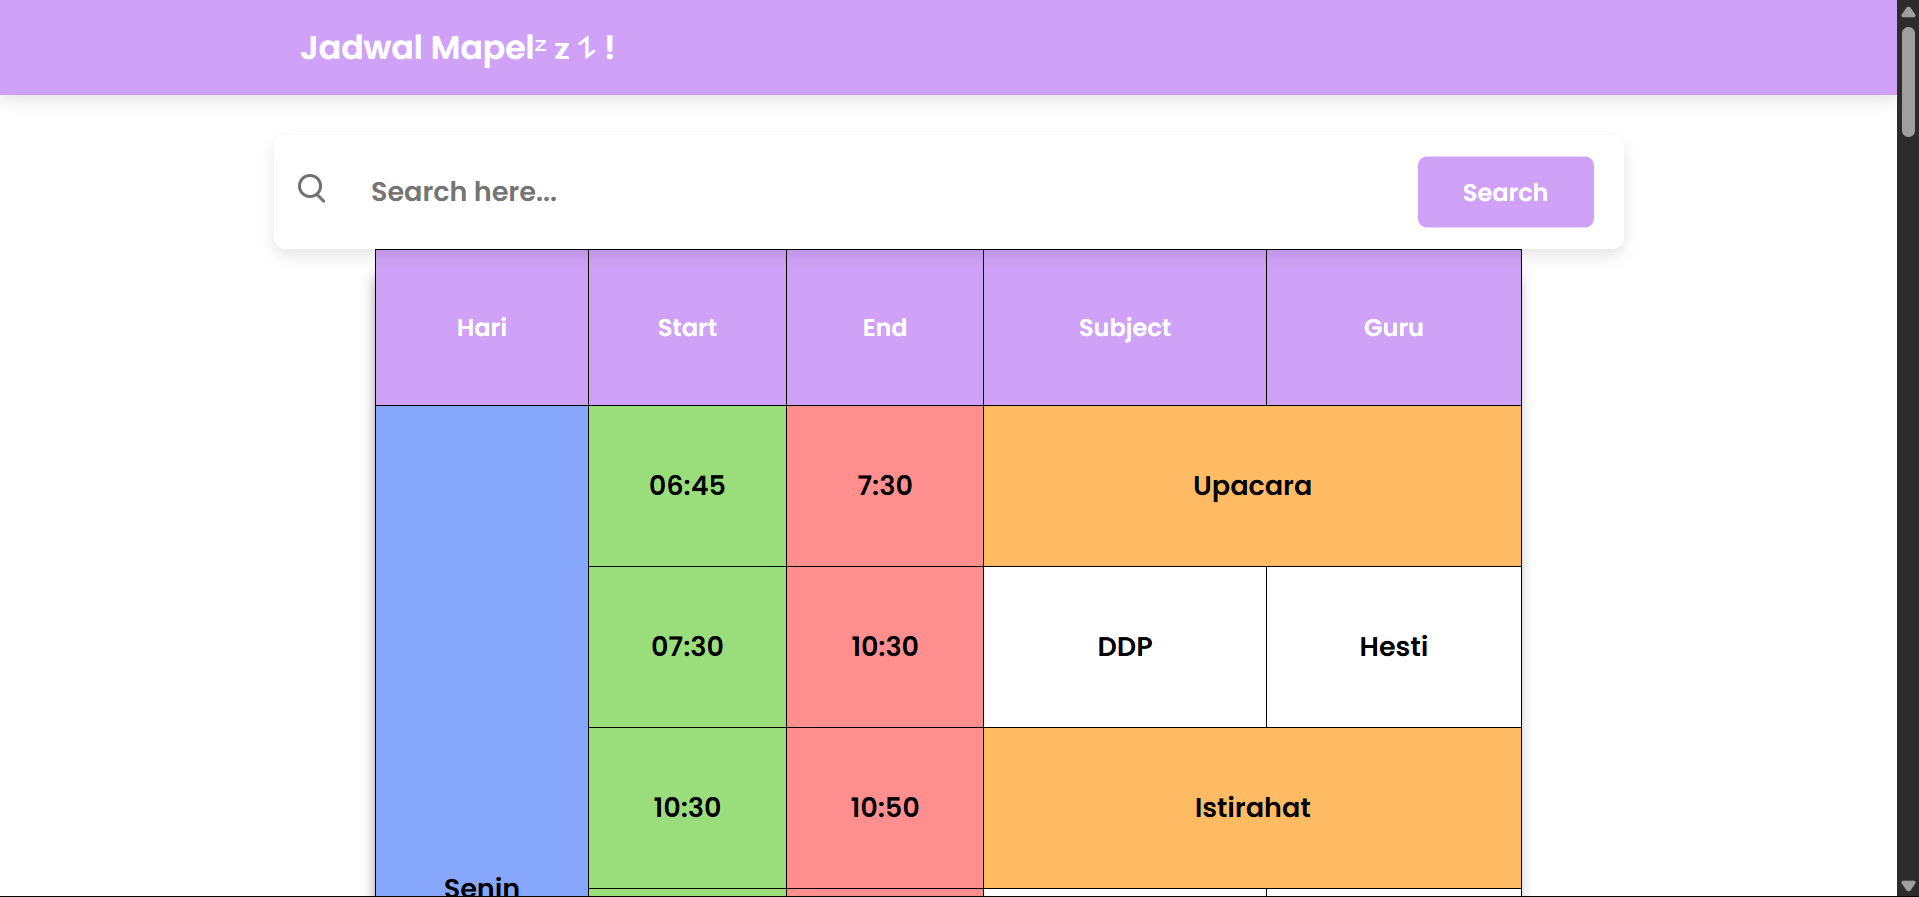 Jadwal Mapelᶻ 𝘇 𐰁 !
Search here...
Search
Hari Start End Subject Guru
06:45 7:30 Upacara
07:30 10:30 DDP Hesti
10:30 10:50 Istirahat
Senin